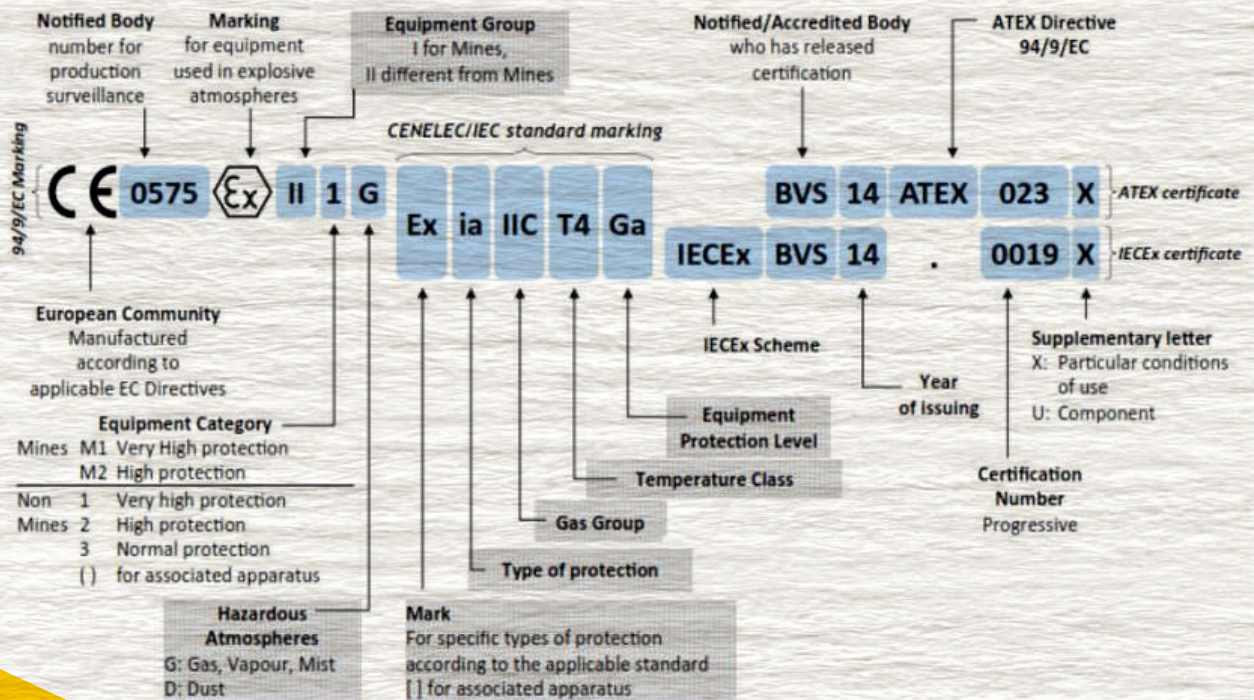 Notified Body
number for
production
surveillance
Marking
for equipment
used in explosive
atmospheres
Equipment Group
I for Mines,
II different from Mines
Notified/Accredited Body
who has released
certification
ATEX Directive
94/9/EC
CENELEC/IEC standard marking
94/9/EC Marking
CE 0575 Ex II 1 G
Ex ia IIC T4 Ga
BVS 14 ATEX 023 X
ATEX certificate
IECEx BVS 14 . 0019 X
IECEx certificate
European Community
Manufactured
according to
applicable EC Directives
IECEx Scheme
Year
of issuing
Supplementary letter
X: Particular conditions
of use
U: Component
Equipment Category
Mines M1 Very High protection
M2 High protection
Non 1 Very high protection
Mines 2 High protection
3 Normal protection
( ) for associated apparatus
Equipment
Protection Level
Temperature Class
Gas Group
Type of protection
Certification
Number
Progressive
Hazardous
Atmospheres
G: Gas, Vapour, Mist
D: Dust
Mark
For specific types of protection
according to the applicable standard
[ ] for associated apparatus